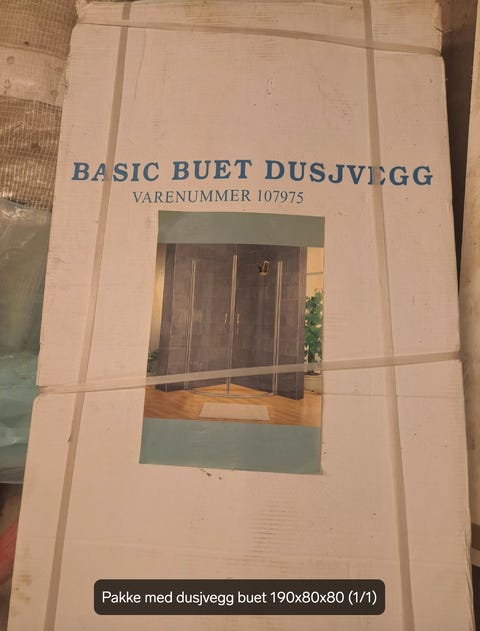 BASIC BUET DUSJVEGG
VARENUMMER 107975
Pakke med dusjvegg buet 190x80x80 (1/1)